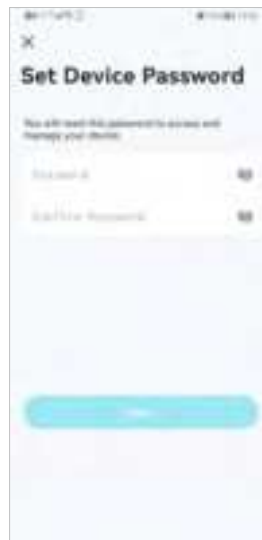 Set Device Password
You will need this password to access and
manage your device.
Password
Confirm Password